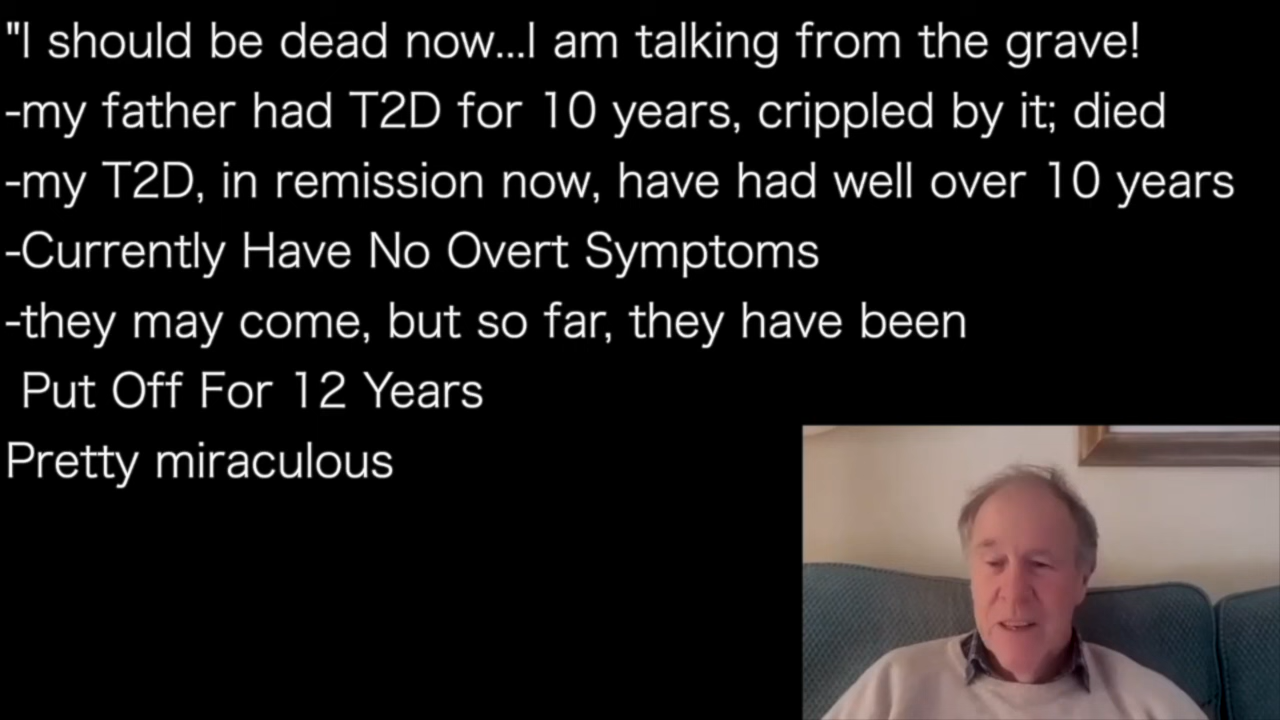 "I should be dead now...I am talking from the grave!
-my father had T2D for 10 years, crippled by it; died
-my T2D, in remission now, have had well over 10 years
-Currently Have No Overt Symptoms
-they may come, but so far, they have been
Put Off For 12 Years
Pretty miraculous